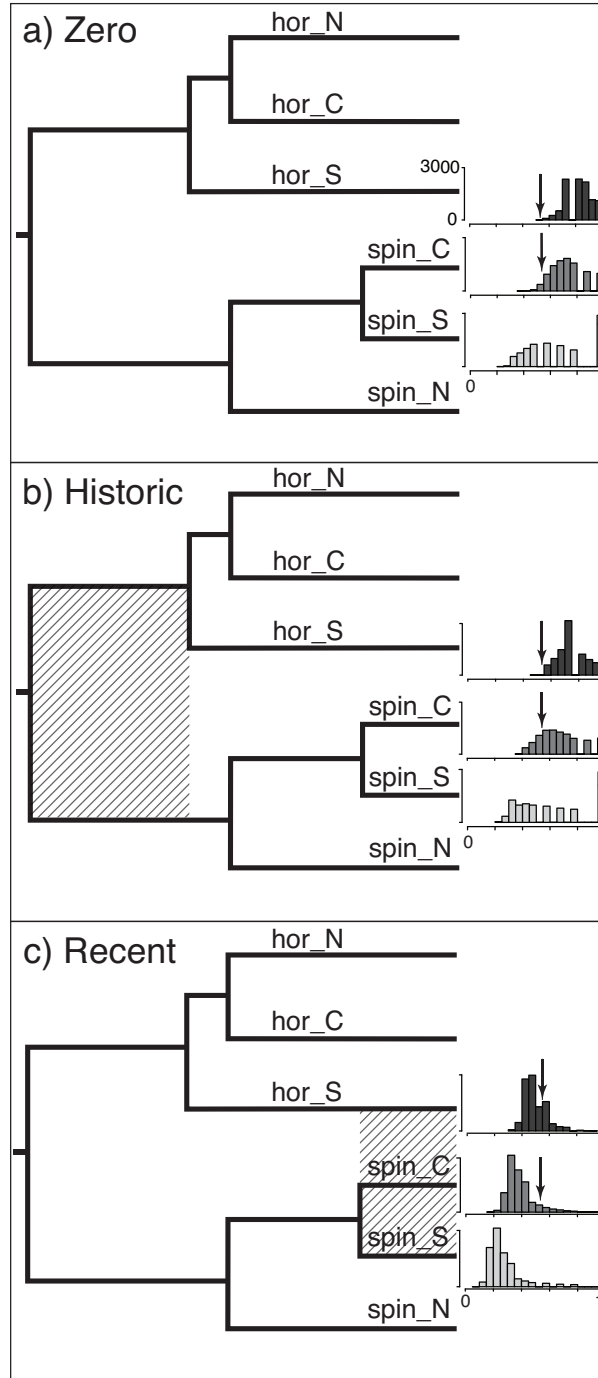 a) Zero
hor_N
hor_C
hor_S
3000
0
spin_C
spin_S
0
spin_N
b) Historic
hor_N
hor_C
hor_S
spin_C
spin_S
0
spin_N
c) Recent
hor_N
hor_C
hor_S
spin_C
spin_S
0
spin_N